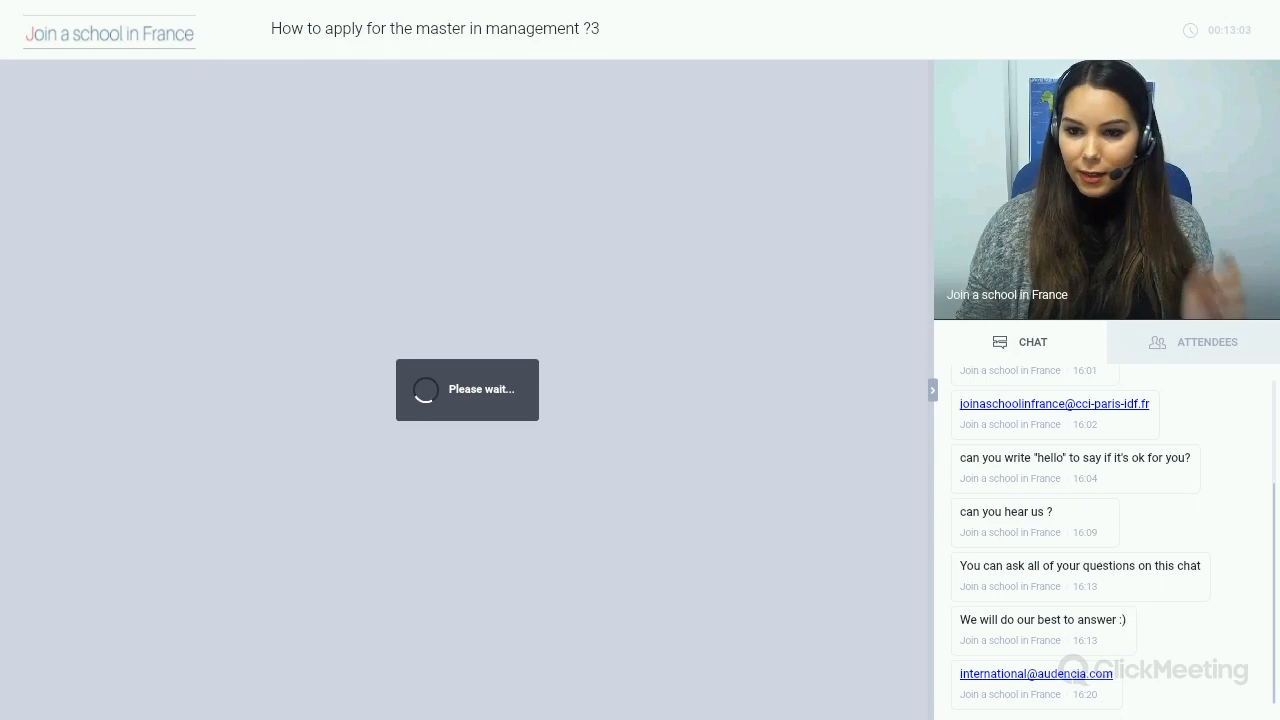 Join a school in France
How to apply for the master in management ?3
00:13:03
Join a school in France
Please wait...
CHAT
ATTENDEES
Join a school in France 16:01
joinaschoolinfrance@cci-paris-idf.fr
Join a school in France 16:02
can you write "hello" to say if it's ok for you?
Join a school in France 16:04
can you hear us ?
Join a school in France 16:09
You can ask all of your questions on this chat
Join a school in France 16:13
We will do our best to answer :)
Join a school in France 16:13
international@audencia.com
ClickMeeting
Join a school in France 16:20